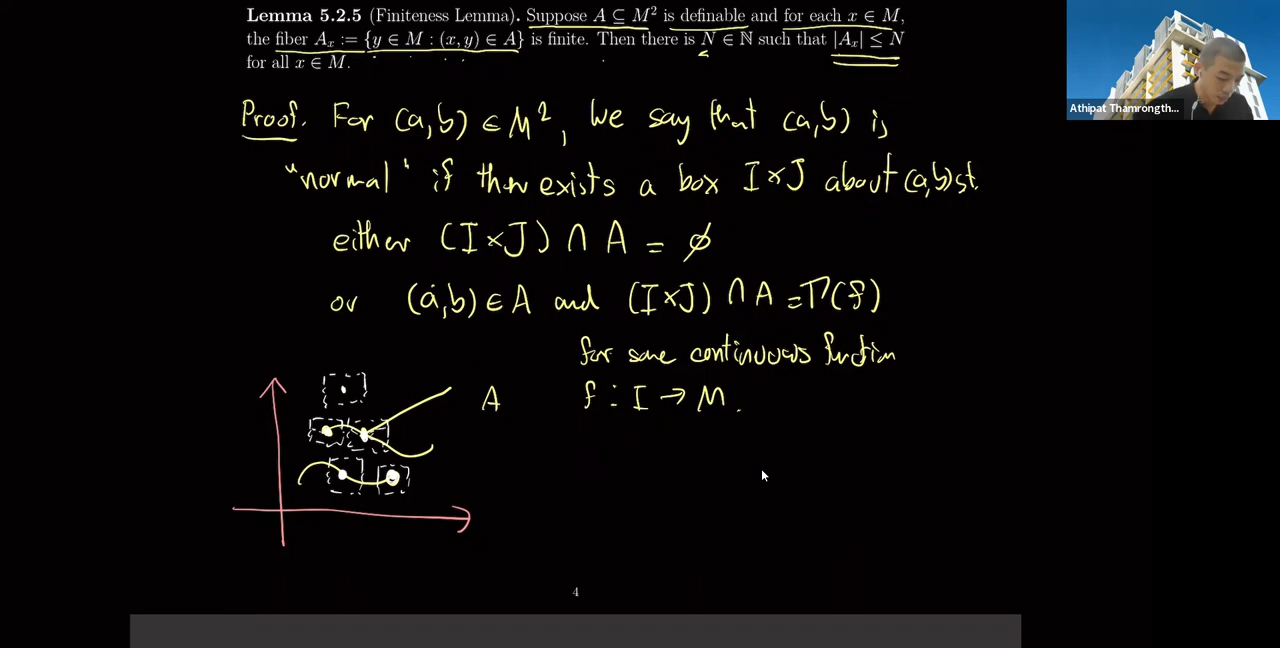 Lemma 5.2.5 (Finiteness Lemma). Suppose A ⊆ M² is definable and for each x ∈ M,
the fiber Aₓ := {y ∈ M : (x, y) ∈ A} is finite. Then there is N ∈ ℕ such that |Aₓ| ≤ N
for all x ∈ M.
Athipat Thamrongth...
Proof. For (a,b) ∈ M², We say that (a,b) is
"normal" if there exists a box I×J about (a,b) st.
either (I×J) ∩ A = ∅
or (a,b) ∈ A and (I×J) ∩ A = Γ(f)
for some continuous function
A f : I → M.
4